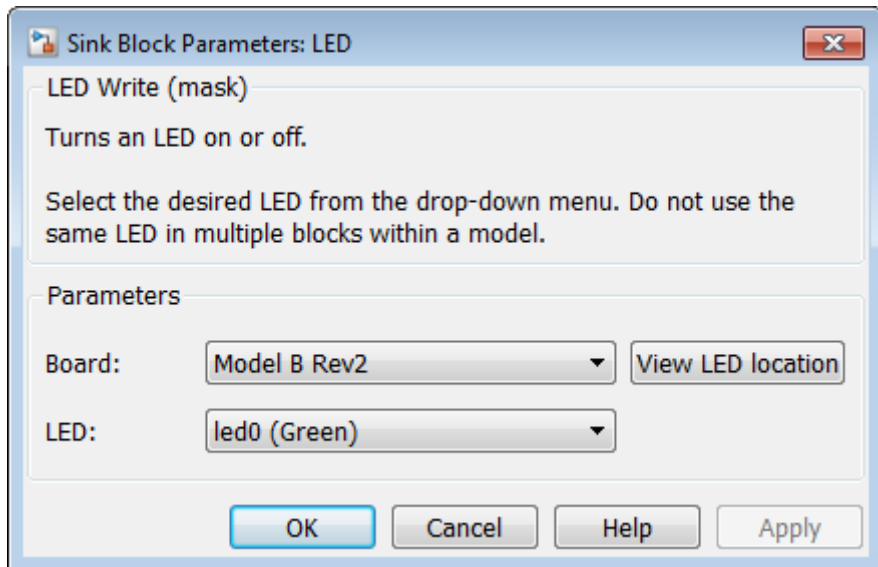 Sink Block Parameters: LED
LED Write (mask)
Turns an LED on or off.
Select the desired LED from the drop-down menu. Do not use the
same LED in multiple blocks within a model.
Parameters
Board: Model B Rev2 View LED location
LED: led0 (Green)
OK Cancel Help Apply